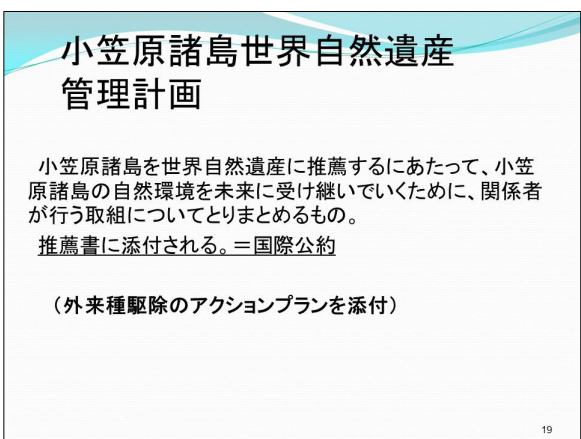 小笠原諸島世界自然遺産
管理計画
小笠原諸島を世界自然遺産に推薦するにあたって、小笠
原諸島の自然環境を未来に受け継いでいくために、関係者
が行う取組についてとりまとめるもの。
推薦書に添付される。＝国際公約
（外来種駆除のアクションプランを添付）
19